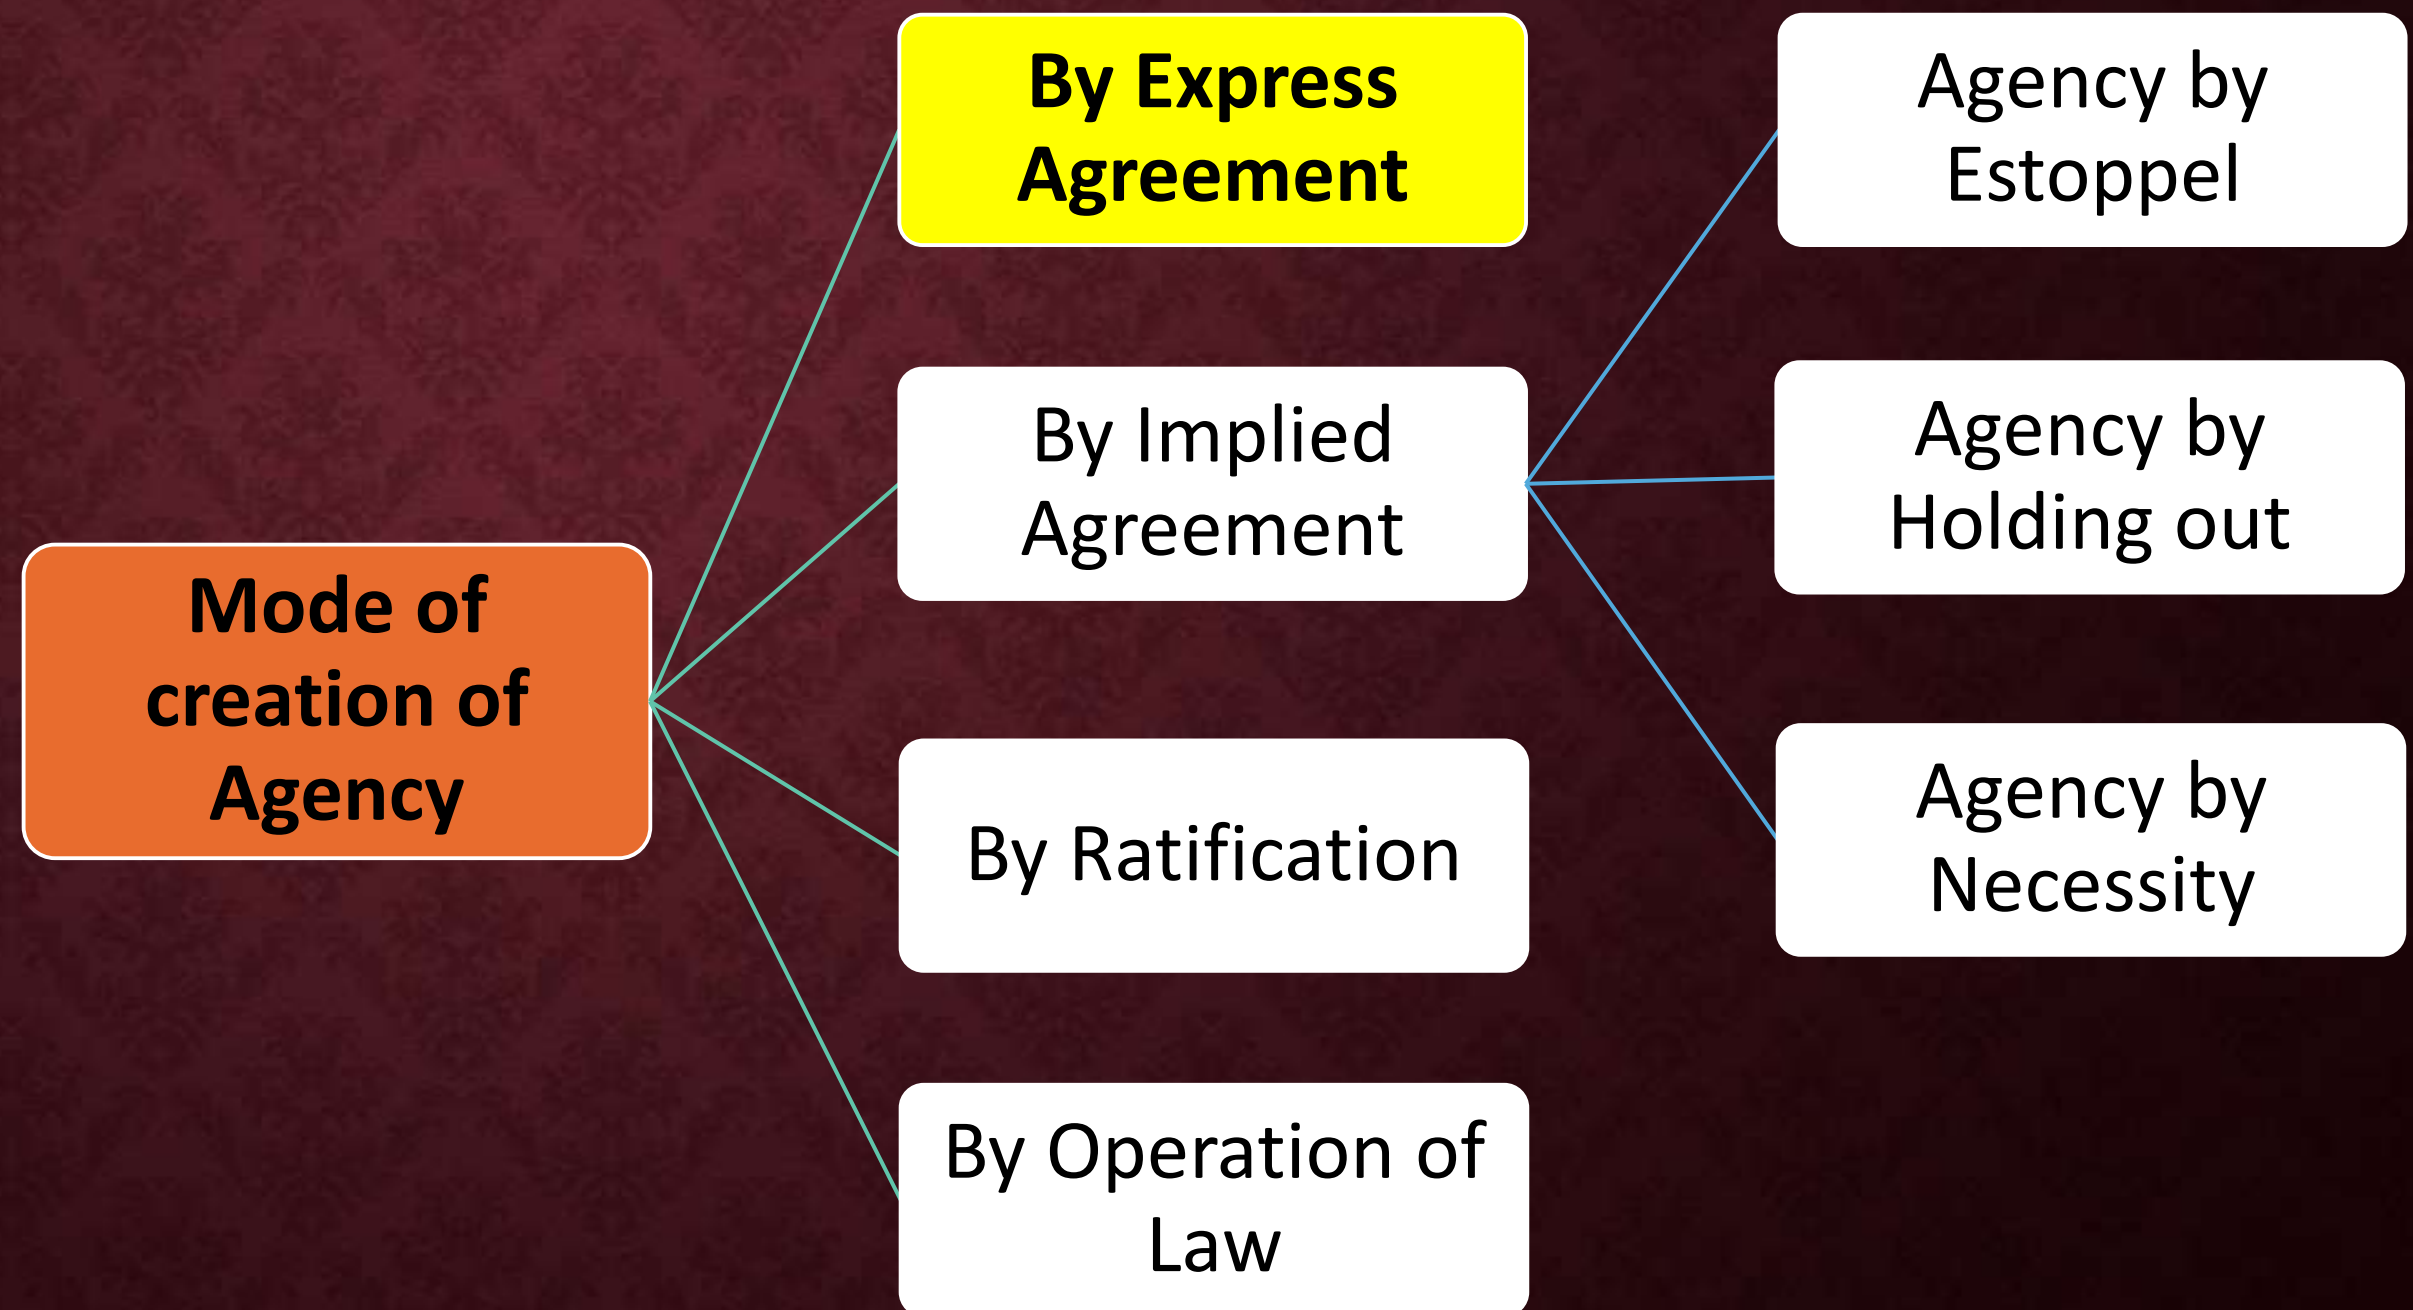 Mode of
creation of
Agency
By Express
Agreement
By Implied
Agreement
By Ratification
By Operation of
Law
Agency by
Estoppel
Agency by
Holding out
Agency by
Necessity